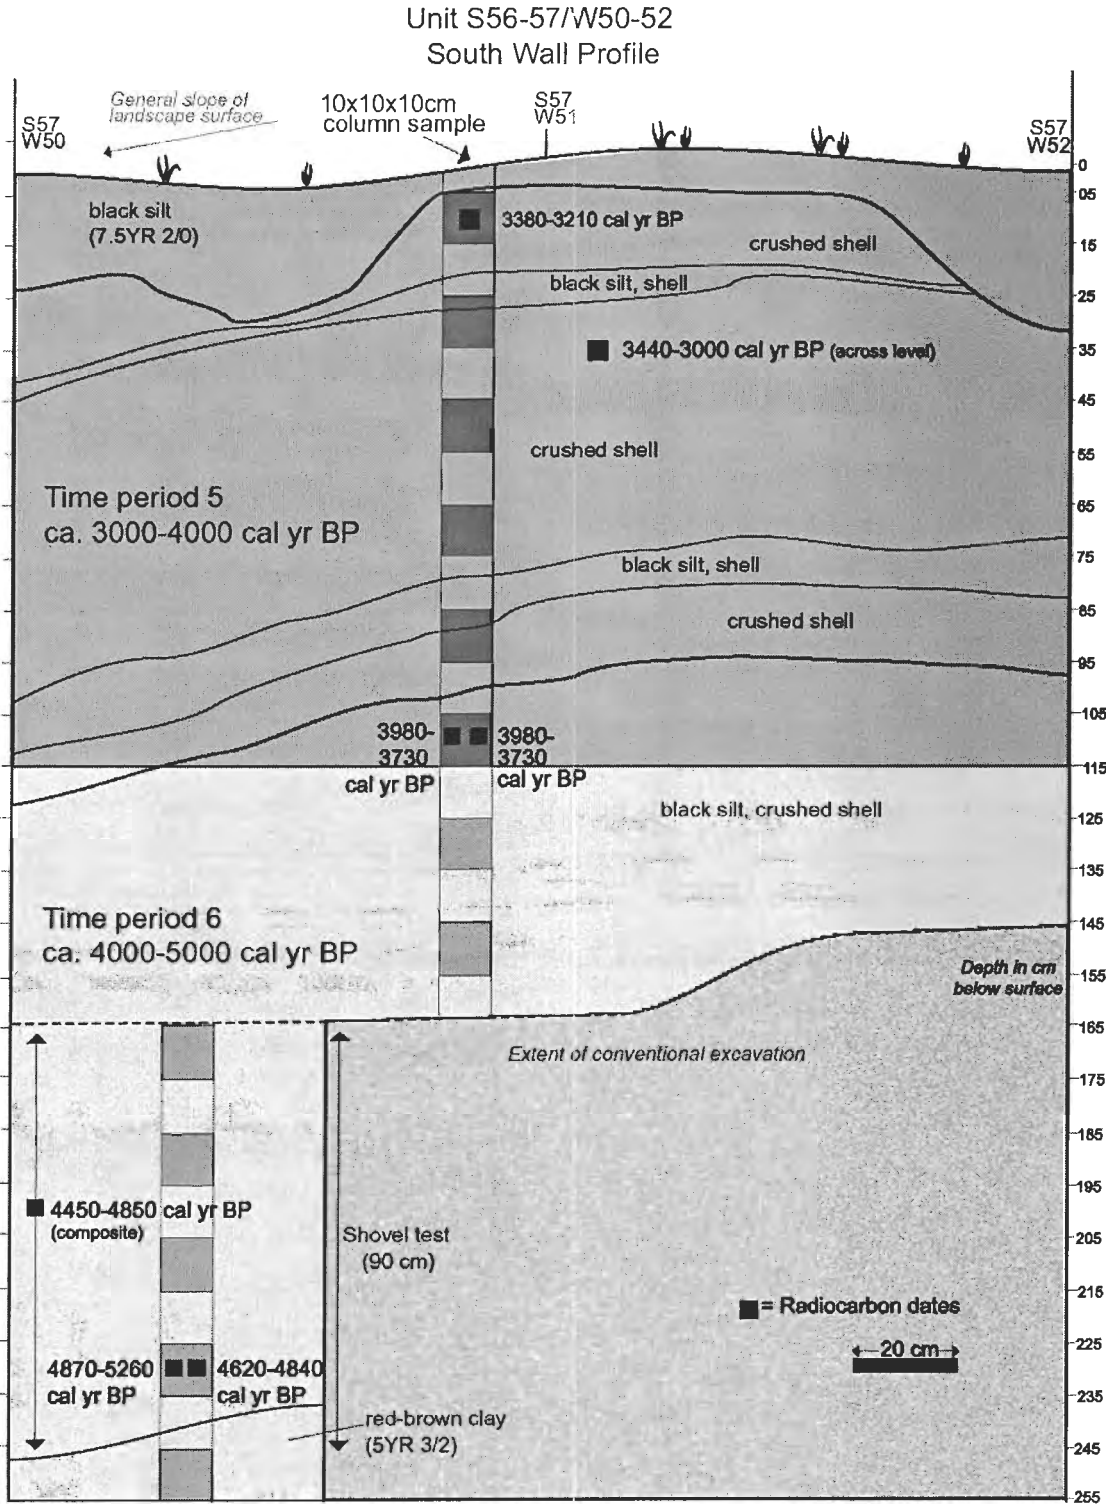 Unit S56-57/W50-52
South Wall Profile
General slope of
landscape surface
10x10x10cm
column sample
S57
W50
S57
W51
S57
W52
0
05
15
25
35
45
55
65
75
85
95
105
115
125
135
145
155
165
175
185
195
205
215
225
235
245
255
black silt
(7.5YR 2/0)
3380-3210 cal yr BP
crushed shell
black silt, shell
3440-3000 cal yr BP (across level)
crushed shell
Time period 5
ca. 3000-4000 cal yr BP
black silt, shell
crushed shell
3980-
3730
cal yr BP
3980-
3730
cal yr BP
black silt, crushed shell
Time period 6
ca. 4000-5000 cal yr BP
Depth in cm
below surface
Extent of conventional excavation
4450-4850 cal yr BP
(composite)
Shovel test
(90 cm)
= Radiocarbon dates
20 cm
4870-5260
cal yr BP
4620-4840
cal yr BP
red-brown clay
(5YR 3/2)